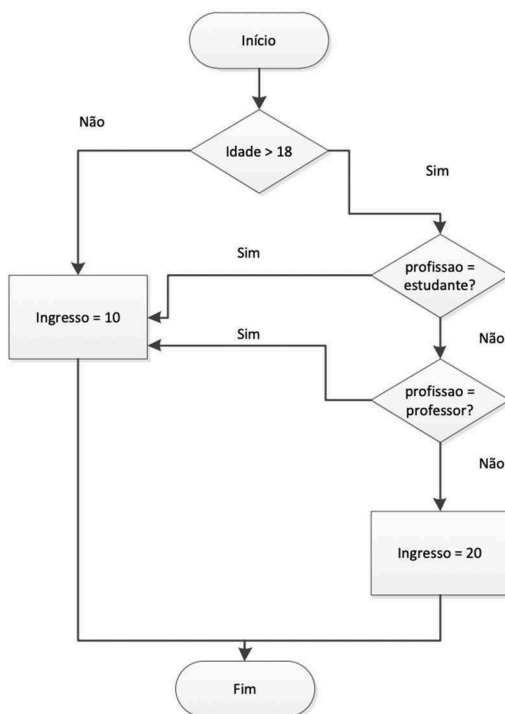 Início
Não
Idade > 18
Sim
Sim
profissao =
estudante?
Ingresso = 10
Sim
Não
profissao =
professor?
Não
Ingresso = 20
Fim